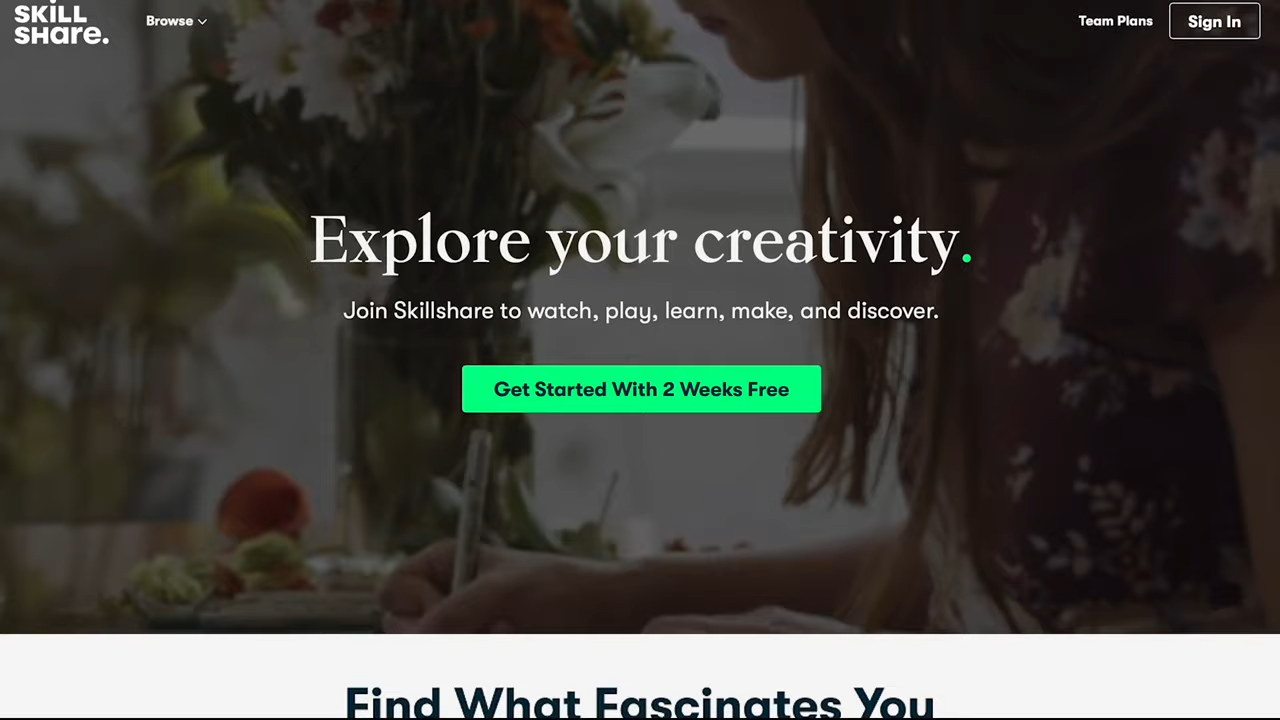 SKiLL
SHare.
Browse
Team Plans
Sign In
Explore your creativity.
Join Skillshare to watch, play, learn, make, and discover.
Get Started With 2 Weeks Free
Find What Fascinates You